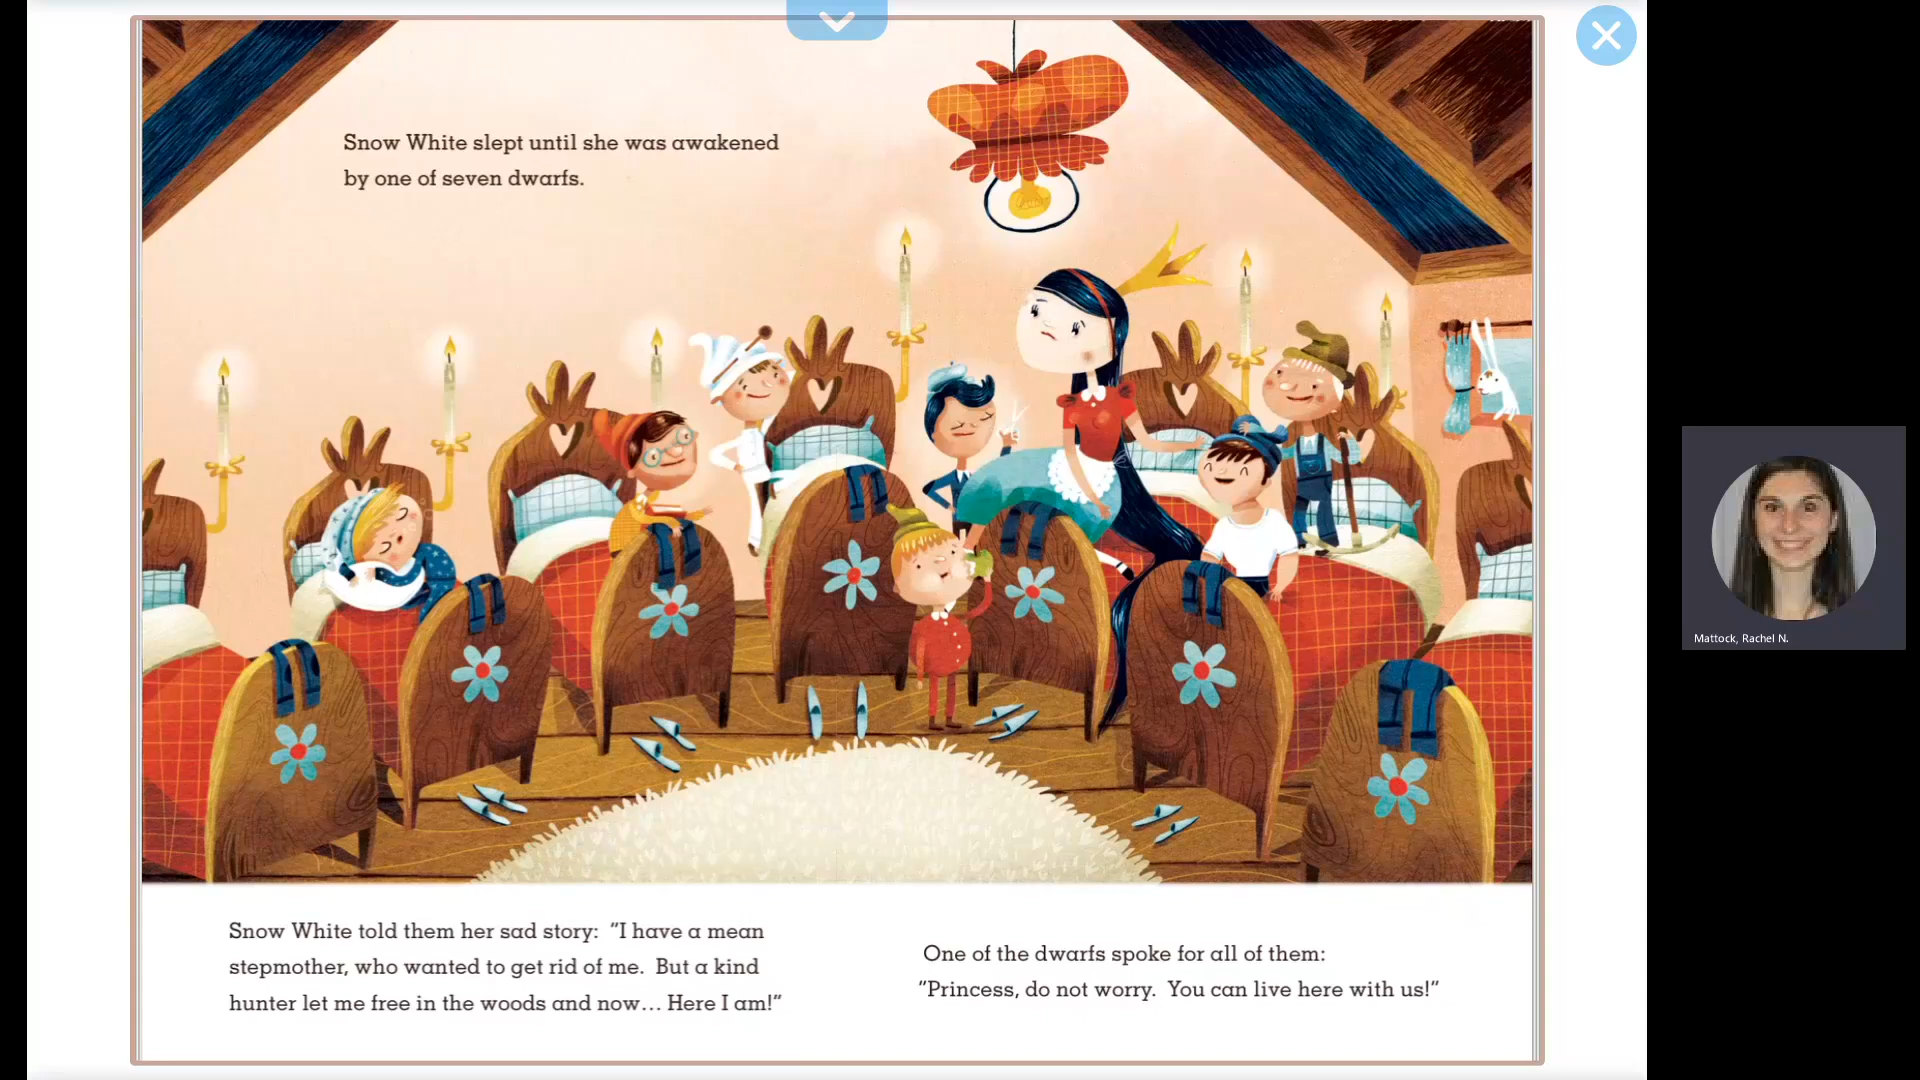 Snow White slept until she was awakened
by one of seven dwarfs.
Snow White told them her sad story:  "I have a mean
stepmother, who wanted to get rid of me.  But a kind
hunter let me free in the woods and now... Here I am!"
One of the dwarfs spoke for all of them:
"Princess, do not worry.  You can live here with us!"
Mattock, Rachel N.